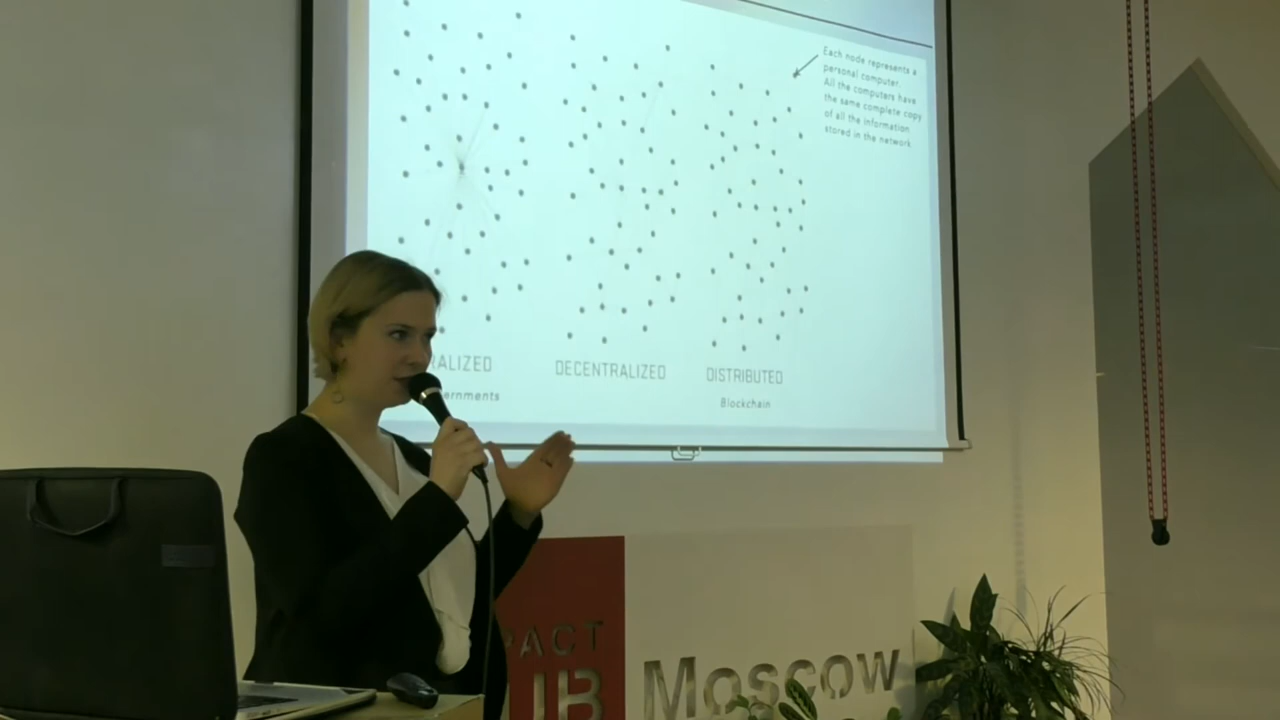 Each node represents a
personal computer.
All the computers have
the same complete copy
of all the information
stored in the network
RALIZED
DECENTRALIZED
DISTRIBUTED
ernments
Blockchain
PACT
UB
Moscow